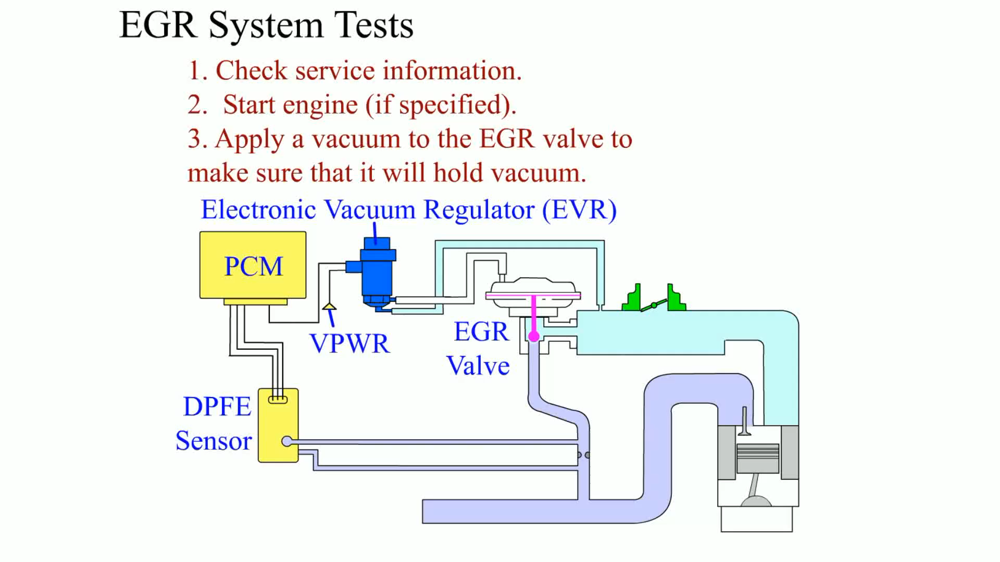 EGR System Tests
1. Check service information.
2. Start engine (if specified).
3. Apply a vacuum to the EGR valve to
make sure that it will hold vacuum.
Electronic Vacuum Regulator (EVR)
PCM
VPWR
EGR
Valve
DPFE
Sensor